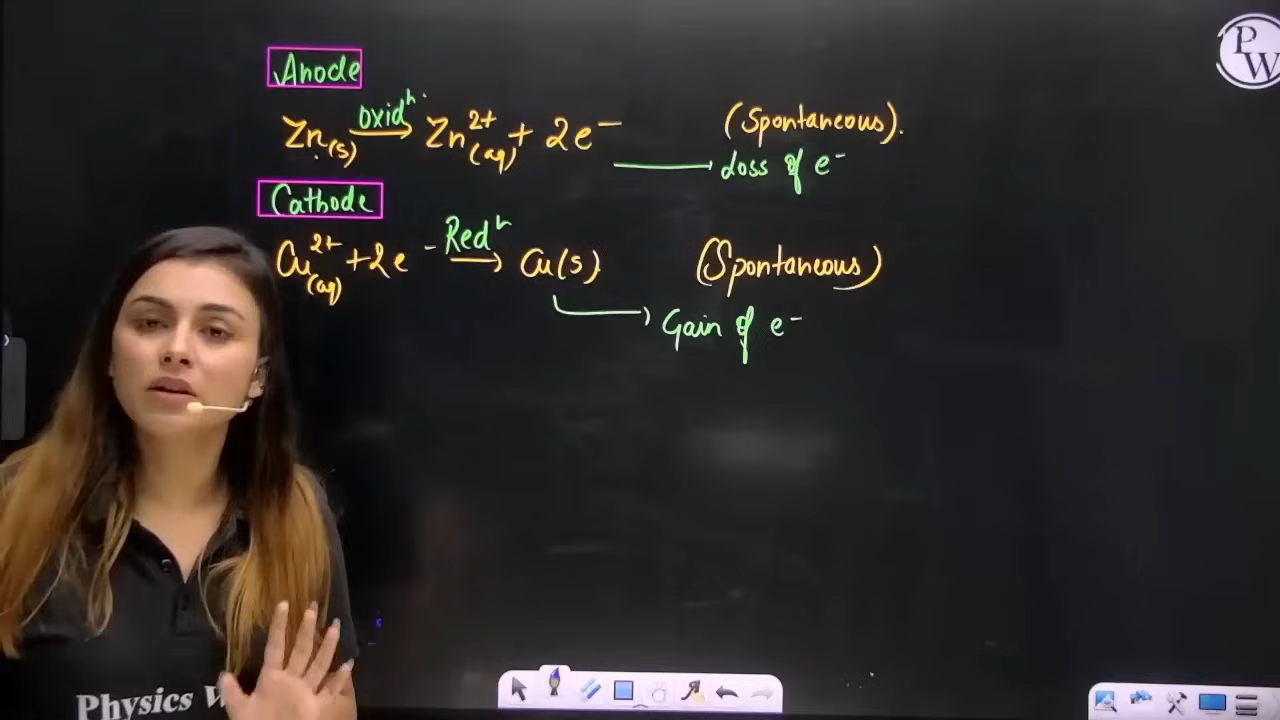 Anode
Zn(s) Oxidⁿ→ Zn²⁺(aq) + 2e⁻ (Spontaneous).
→ Loss of e⁻
Cathode
Cu²⁺(aq) + 2e⁻ Redⁿ→ Cu(s) (Spontaneous)
→ Gain of e⁻
PW
Physics W